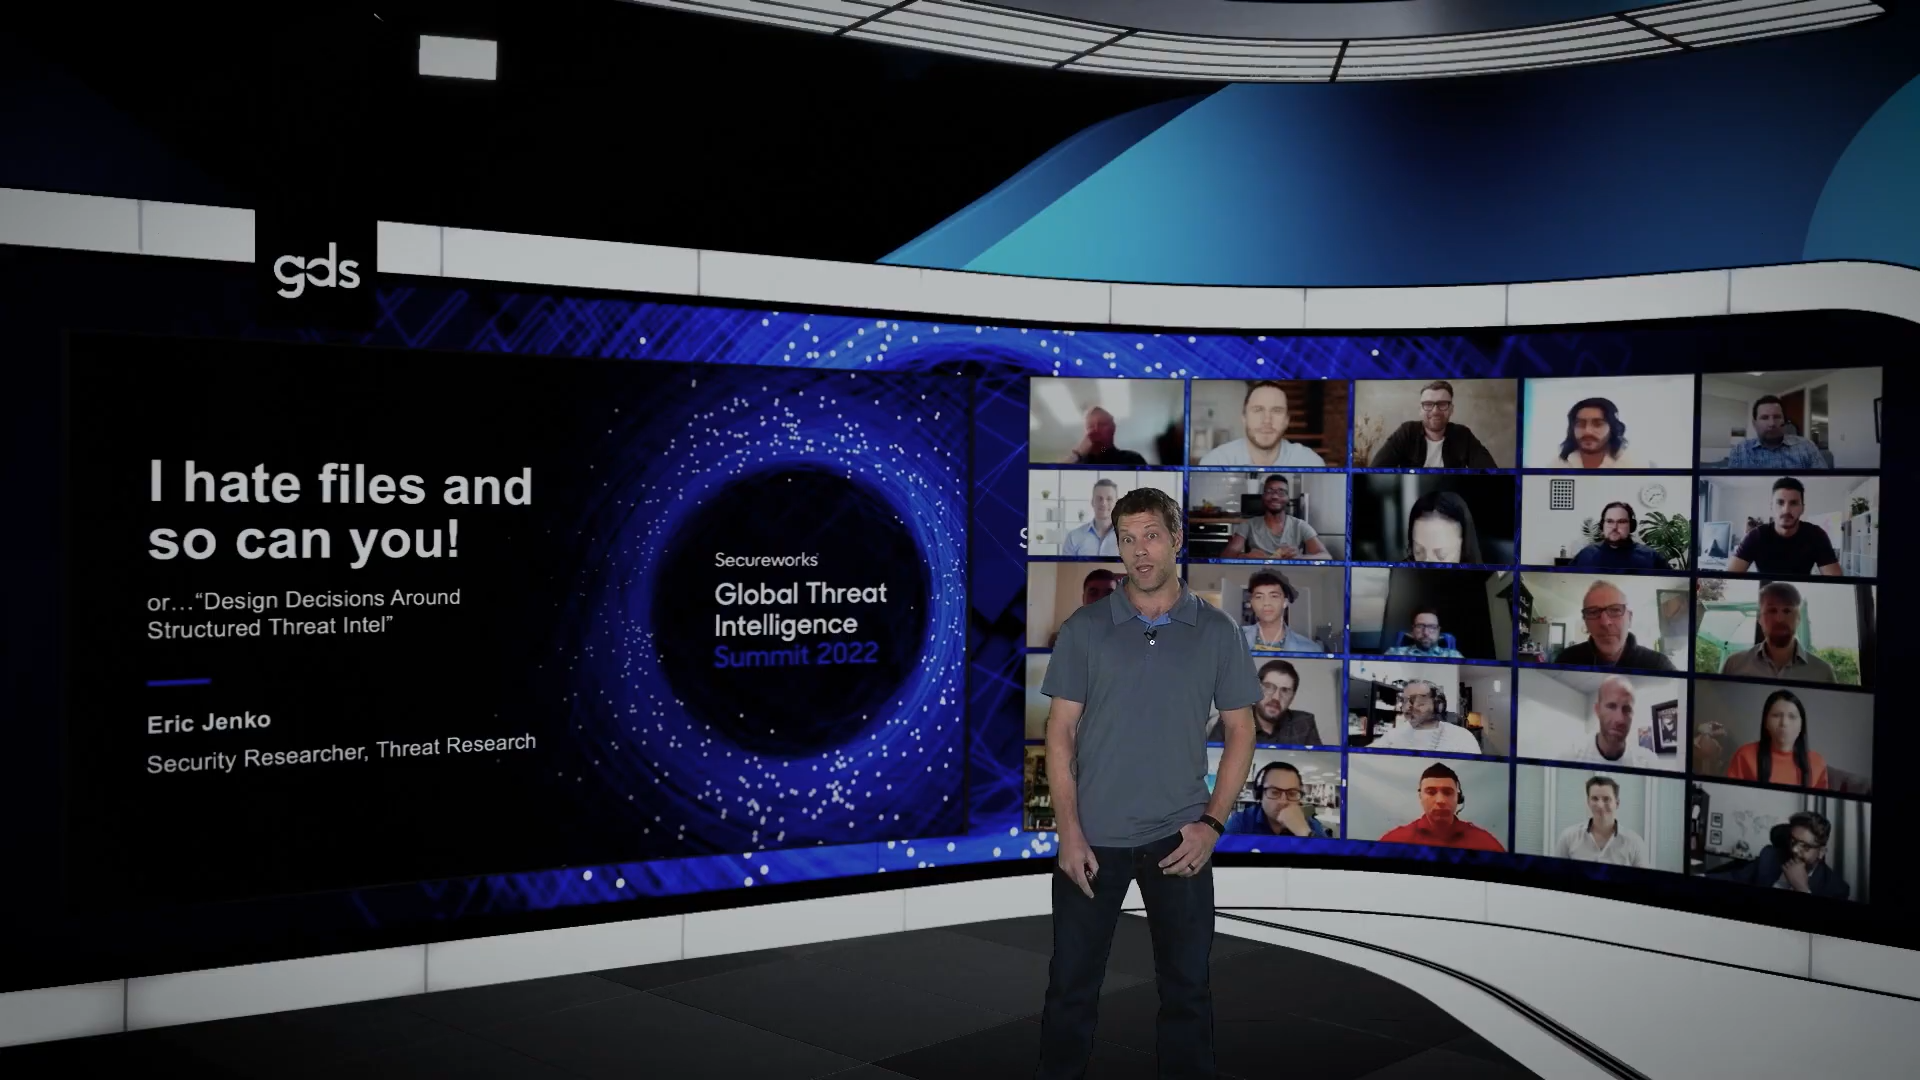 gds
I hate files and
so can you!
or…“Design Decisions Around
Structured Threat Intel”
Eric Jenko
Security Researcher, Threat Research
Secureworks
Global Threat
Intelligence
Summit 2022
S